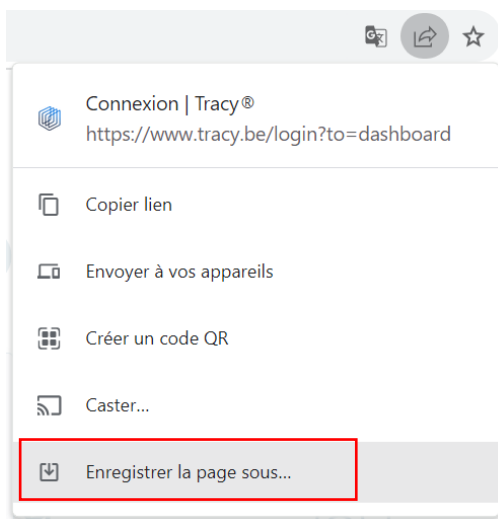 Connexion | Tracy®
https://www.tracy.be/login?to=dashboard
Copier lien
Envoyer à vos appareils
Créer un code QR
Caster...
Enregistrer la page sous...